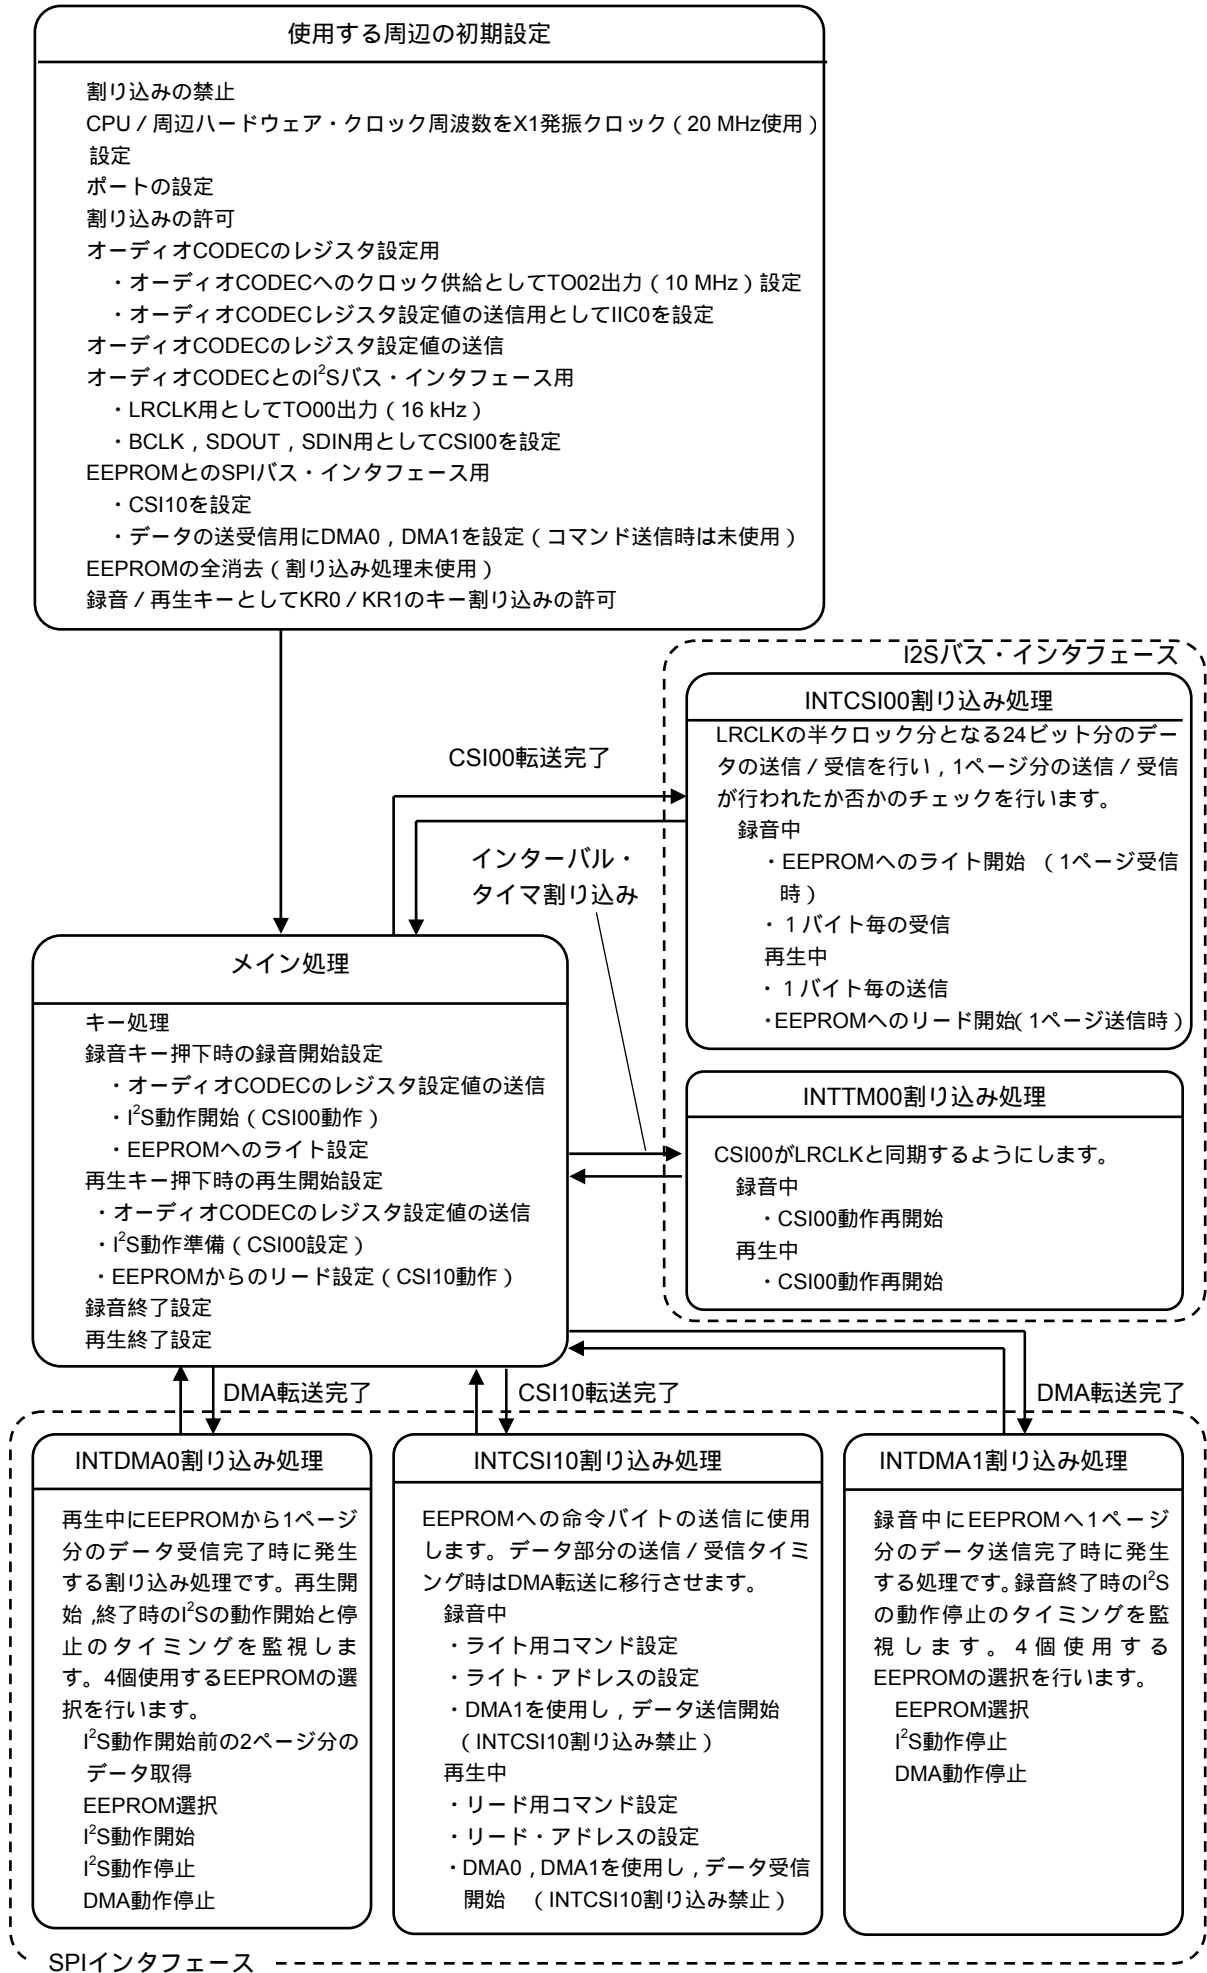 使用する周辺の初期設定
割り込みの禁止
CPU / 周辺ハードウェア・クロック周波数をX1発振クロック ( 20 MHz使用 )
設定
ポートの設定
割り込みの許可
オーディオCODECのレジスタ設定用
・オーディオCODECへのクロック供給としてTO02出力 ( 10 MHz ) 設定
・オーディオCODECレジスタ設定値の送信用としてIIC0を設定
オーディオCODECのレジスタ設定値の送信
オーディオCODECとのI²Sバス・インタフェース用
・LRCLK用としてTO00出力 ( 16 kHz )
・BCLK , SDOUT , SDIN用としてCSI00を設定
EEPROMとのSPIバス・インタフェース用
・CSI10を設定
・データの送受信用にDMA0 , DMA1を設定 ( コマンド送信時は未使用 )
EEPROMの全消去 ( 割り込み処理未使用 )
録音 / 再生キーとしてKR0 / KR1のキー割り込みの許可
I2Sバス・インタフェース
INTCSI00割り込み処理
LRCLKの半クロック分となる24ビット分のデー
タの送信 / 受信を行い , 1ページ分の送信 / 受信
が行われたか否かのチェックを行います。
録音中
・EEPROMへのライト開始 ( 1ページ受信
時 )
・1バイト毎の受信
再生中
・1バイト毎の送信
・EEPROMへのリード開始( 1ページ送信時 )
CSI00転送完了
インターバル・
タイマ割り込み
メイン処理
キー処理
録音キー押下時の録音開始設定
・オーディオCODECのレジスタ設定値の送信
・I²S動作開始 ( CSI00動作 )
・EEPROMへのライト設定
再生キー押下時の再生開始設定
・オーディオCODECのレジスタ設定値の送信
・I²S動作準備 ( CSI00設定 )
・EEPROMからのリード設定 ( CSI10動作 )
録音終了設定
再生終了設定
INTTM00割り込み処理
CSI00がLRCLKと同期するようにします。
録音中
・CSI00動作再開始
再生中
・CSI00動作再開始
DMA転送完了
CSI10転送完了
DMA転送完了
INTDMA0割り込み処理
再生中にEEPROMから1ページ
分のデータ受信完了時に発生
する割り込み処理です。再生開
始 ,終了時のI²Sの動作開始と停
止のタイミングを監視しま
す。4個使用するEEPROMの選
択を行います。
I²S動作開始前の2ページ分の
データ取得
EEPROM選択
I²S動作開始
I²S動作停止
DMA動作停止
INTCSI10割り込み処理
EEPROMへの命令バイトの送信に使用
します。データ部分の送信 / 受信タイミ
ング時はDMA転送に移行させます。
録音中
・ライト用コマンド設定
・ライト・アドレスの設定
・DMA1を使用し , データ送信開始
( INTCSI10割り込み禁止 )
再生中
・リード用コマンド設定
・リード・アドレスの設定
・DMA0 , DMA1を使用し , データ受信
開始 ( INTCSI10割り込み禁止 )
INTDMA1割り込み処理
録音中にEEPROMへ1ページ
分のデータ送信完了時に発生
する処理です。録音終了時のI²S
の動作停止のタイミングを監
視します。4個使用する
EEPROMの選択を行います。
EEPROM選択
I²S動作停止
DMA動作停止
SPIインタフェース